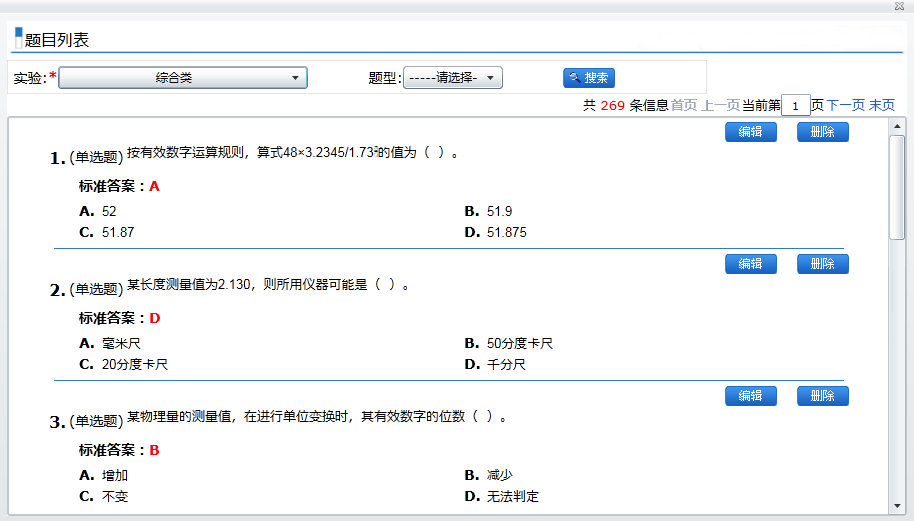 题目列表
实验:* 综合类 题型: -----请选择- 搜索
共 269 条信息首页 上一页当前第 1 页下一页 末页
编辑 删除
1. (单选题) 按有效数字运算规则，算式48×3.2345/1.73²的值为（ ）。
标准答案：A
A. 52 B. 51.9
C. 51.87 D. 51.875
编辑 删除
2. (单选题) 某长度测量值为2.130，则所用仪器可能是（ ）。
标准答案：D
A. 毫米尺 B. 50分度卡尺
C. 20分度卡尺 D. 千分尺
编辑 删除
3. (单选题) 某物理量的测量值，在进行单位变换时，其有效数字的位数（ ）。
标准答案：B
A. 增加 B. 减少
C. 不变 D. 无法判定